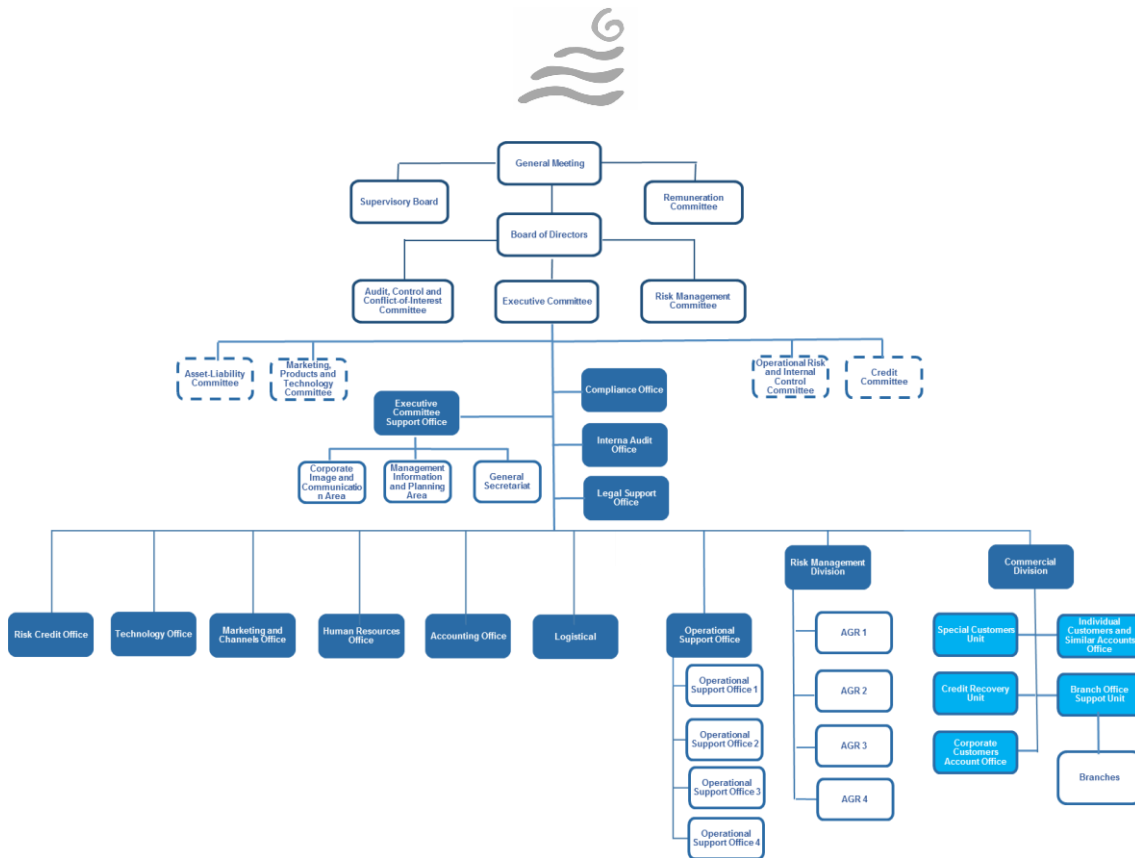 General Meeting
Supervisory Board
Remuneration
Committee
Board of Directors
Audit, Control and
Conflict-of-Interest
Committee
Executive Committee
Risk Management
Committee
Asset-Liability
Committee
Marketing,
Products and
Technology
Committee
Operational Risk
and Internal
Control
Committee
Credit
Committee
Compliance Office
Executive
Committee
Support Office
Interna Audit
Office
Corporate
Image and
Communicatio
n Area
Management
Information
and Planning
Area
General
Secretariat
Legal Support
Office
Risk Management
Division
Commercial
Division
Risk Credit Office
Technology Office
Marketing and
Channels Office
Human Resources
Office
Accounting Office
Logistical
Operational
Support Office
AGR 1
Special Customers
Unit
Individual
Customers and
Similar Accounts
Office
Operational
Support Office 1
AGR 2
Credit Recovery
Unit
Branch Office
Suppot Unit
Operational
Support Office 2
AGR 3
Corporate
Customers
Account Office
Operational
Support Office 3
Branches
AGR 4
Operational
Support Office 4